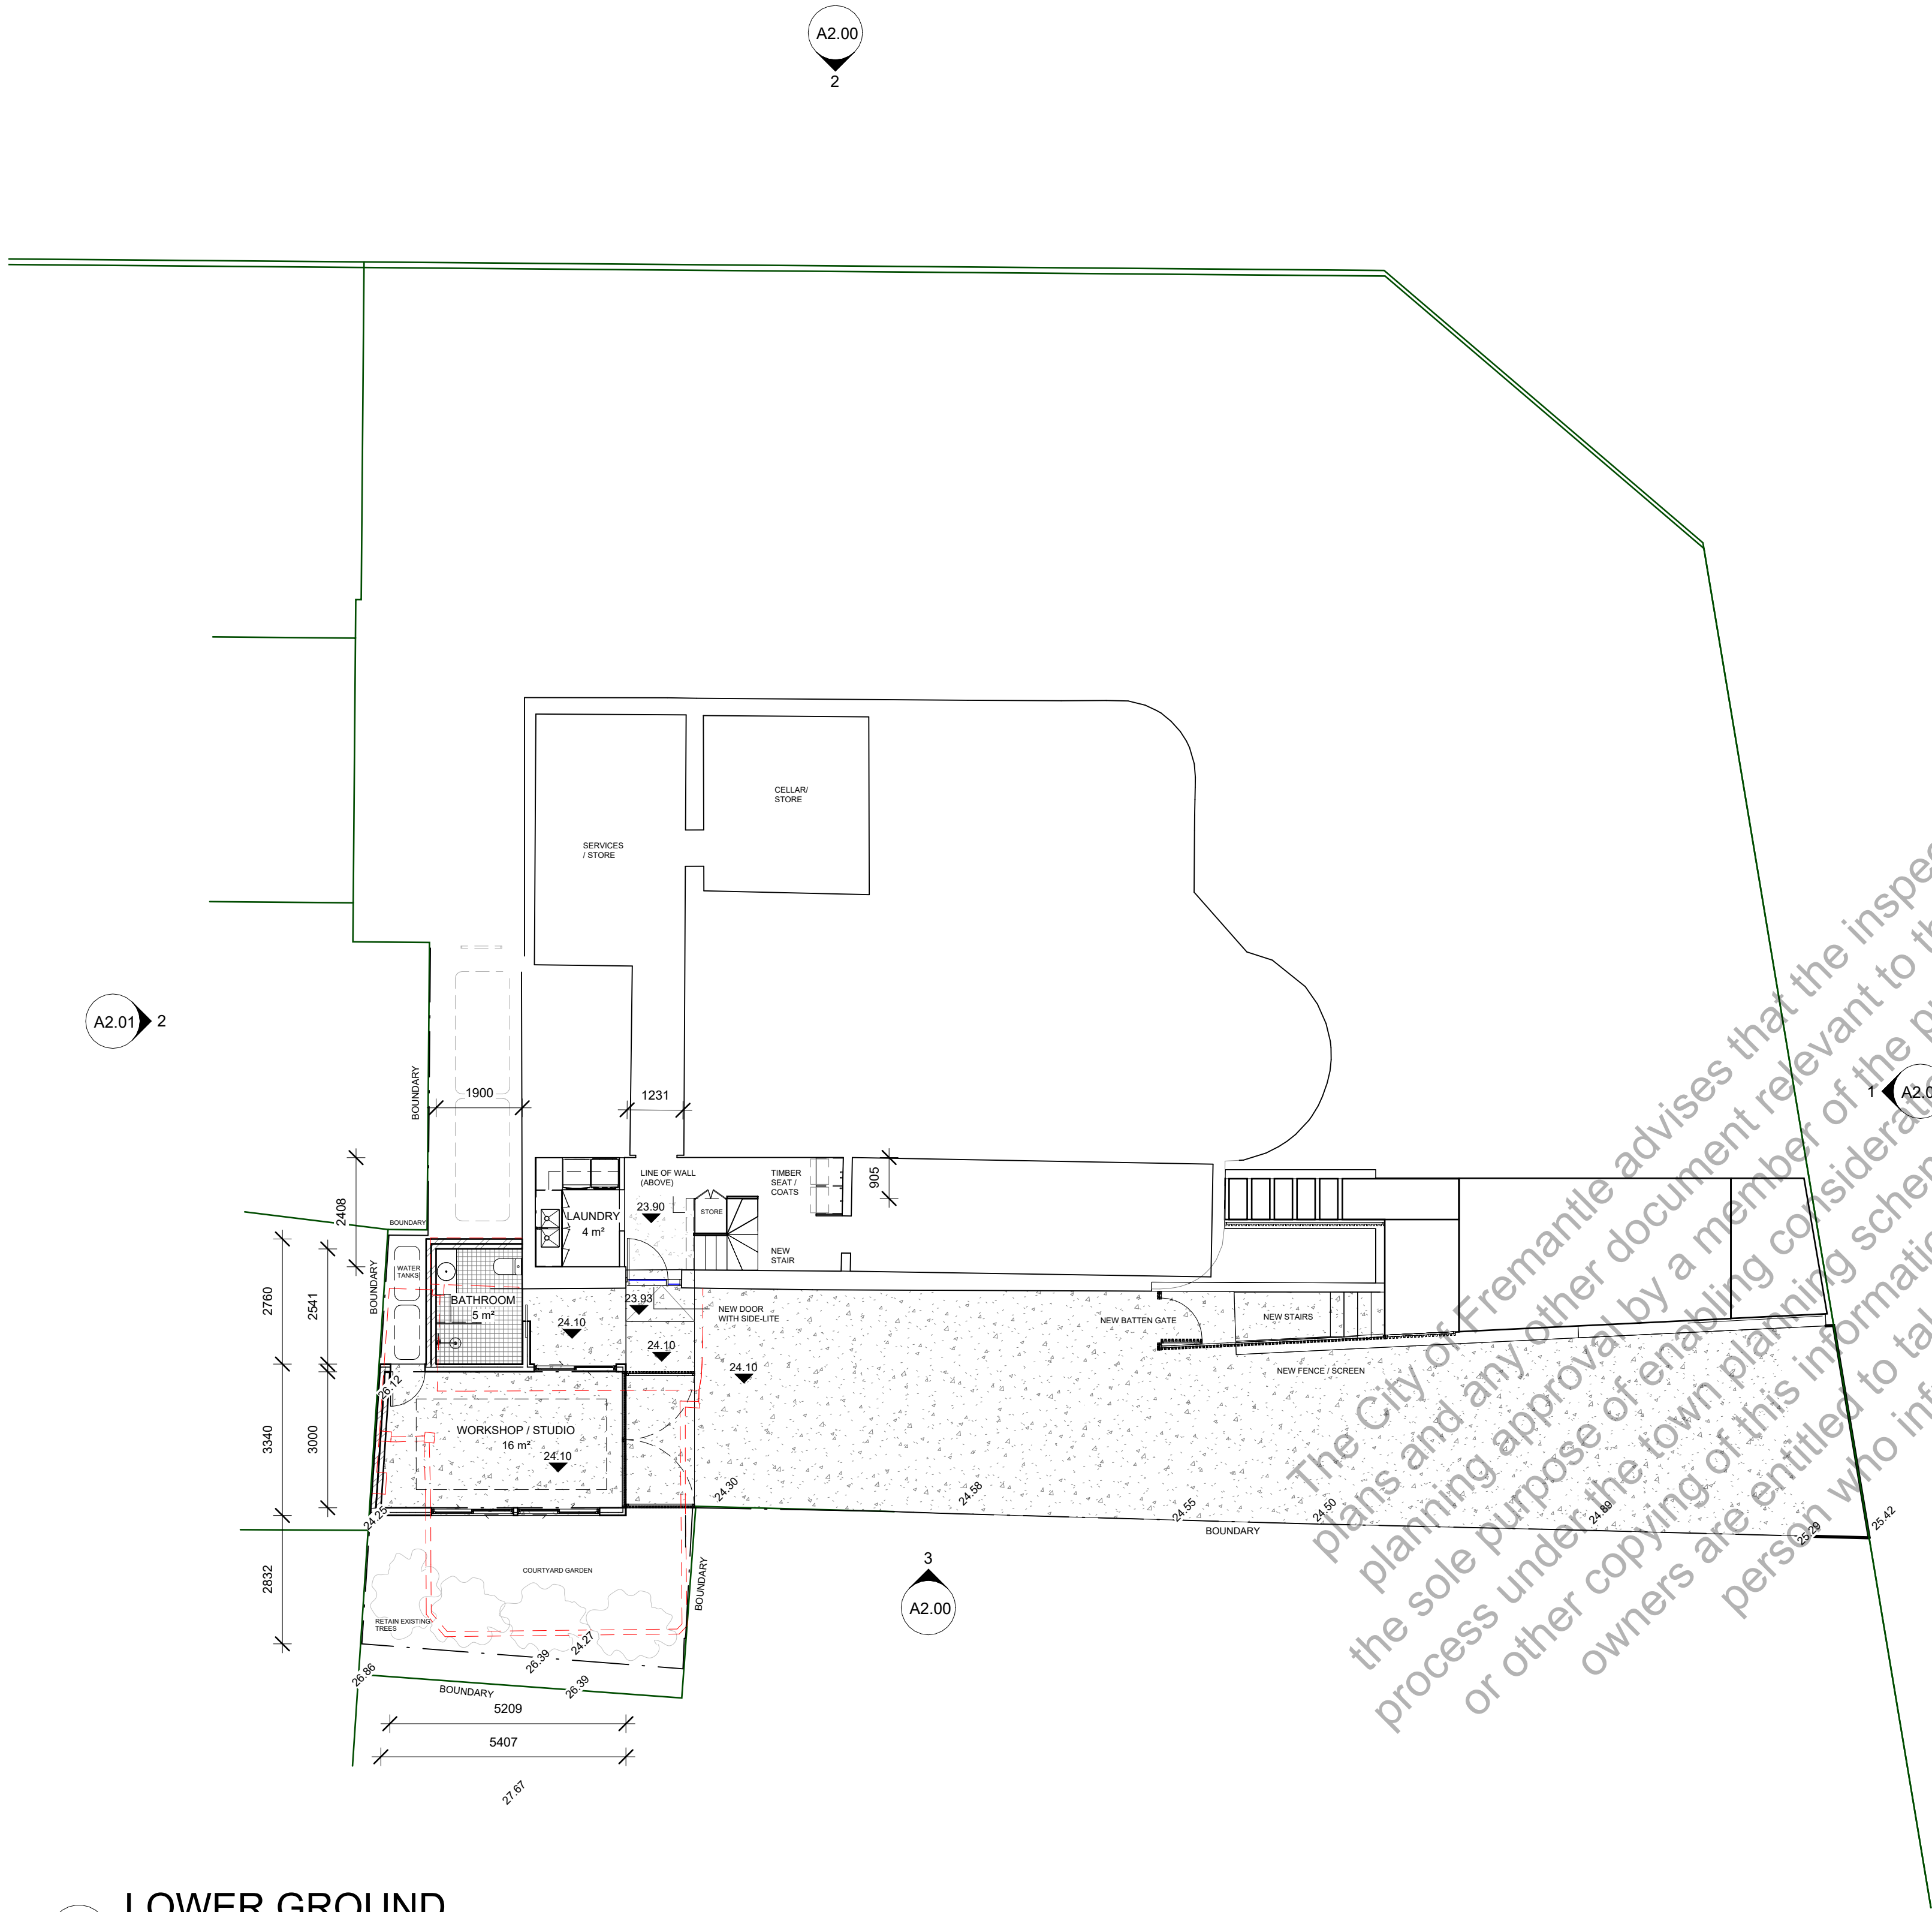 A2.00
2
CELLAR/
STORE
SERVICES
/ STORE
A2.01
2
BOUNDARY
1900
1231
1
2408
LINE OF WALL
(ABOVE)
TIMBER
SEAT /
COATS
905
23.90
STORE
LAUNDRY
4 m²
NEW
STAIR
BOUNDARY
WATER
TANKS
BOUNDARY
2760
2541
BATHROOM
5 m²
23.93
NEW DOOR
WITH SIDE-LITE
24.10
24.10
24.10
NEW BATTEN GATE
NEW STAIRS
NEW FENCE / SCREEN
26.12
3340
3000
WORKSHOP / STUDIO
16 m²
24.10
24.25
24.30
24.58
24.55
24.50
24.89
25.29
25.42
BOUNDARY
2832
COURTYARD GARDEN
BOUNDARY
3
A2.00
RETAIN EXISTING
TREES
24.27
26.39
26.86
26.39
BOUNDARY
5209
5407
27.67
LOWER GROUND
The City of Fremantle advises that the
plans and any other document relevant to
planning approval by a member of the
the sole purpose of enabling
process under the town planning
or other copying of this
owners are entitled to
person who